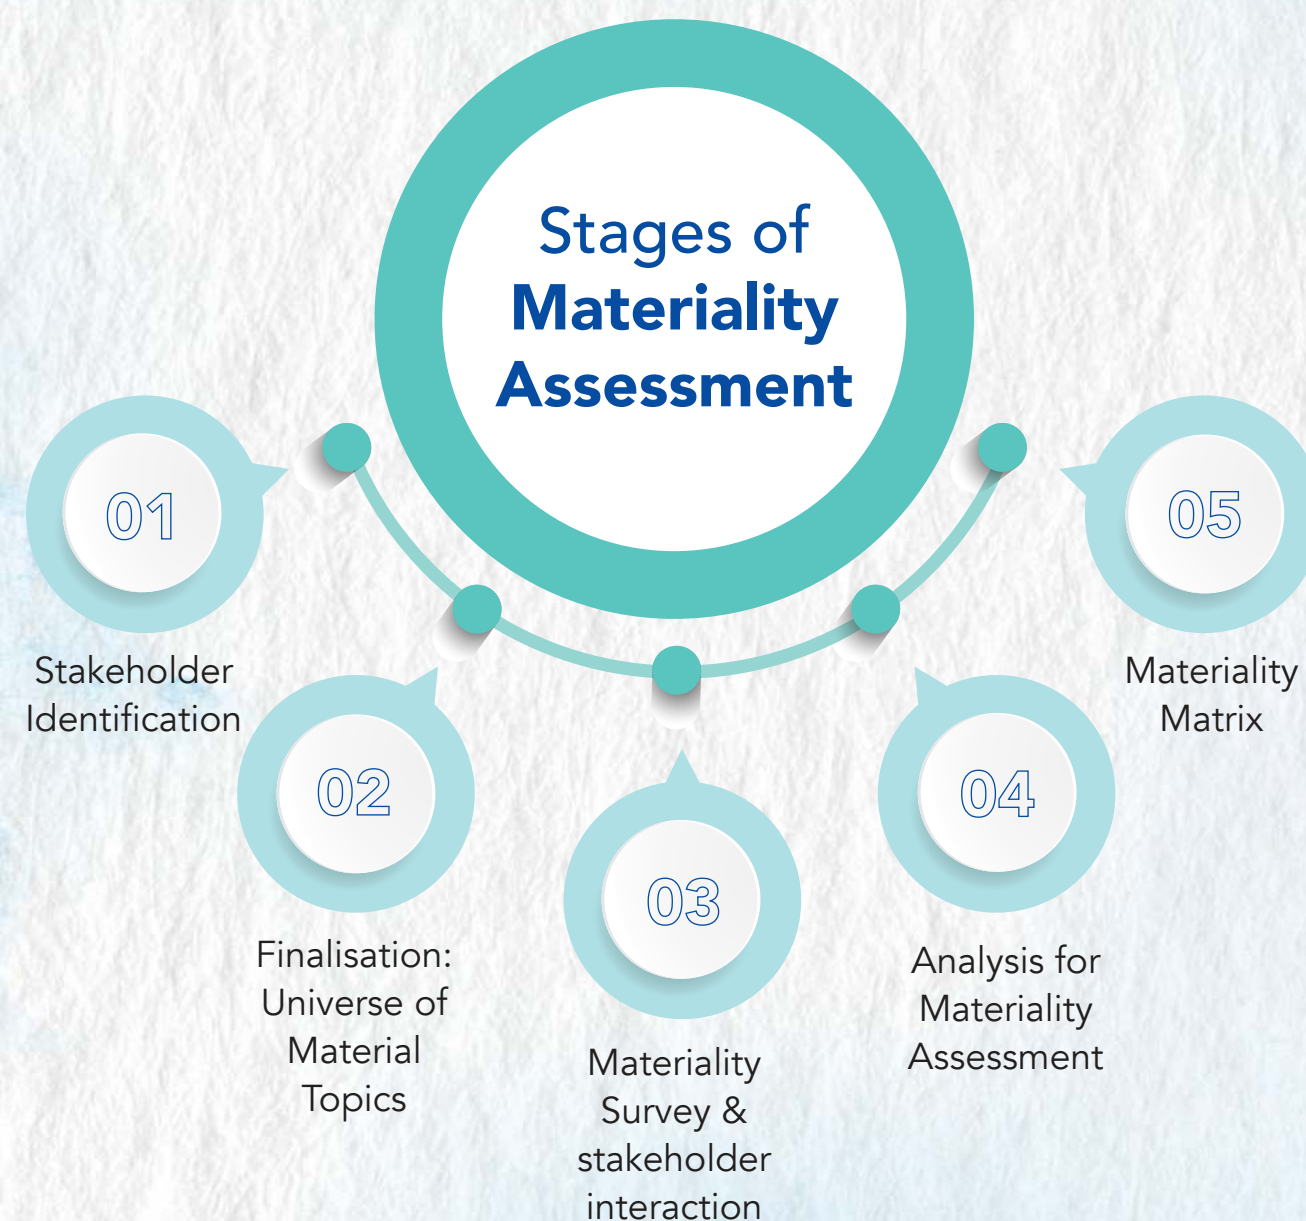 Stages of
Materiality
Assessment
01
Stakeholder
Identification
02
Finalisation:
Universe of
Material
Topics
03
Materiality
Survey &
stakeholder
interaction
04
Analysis for
Materiality
Assessment
05
Materiality
Matrix